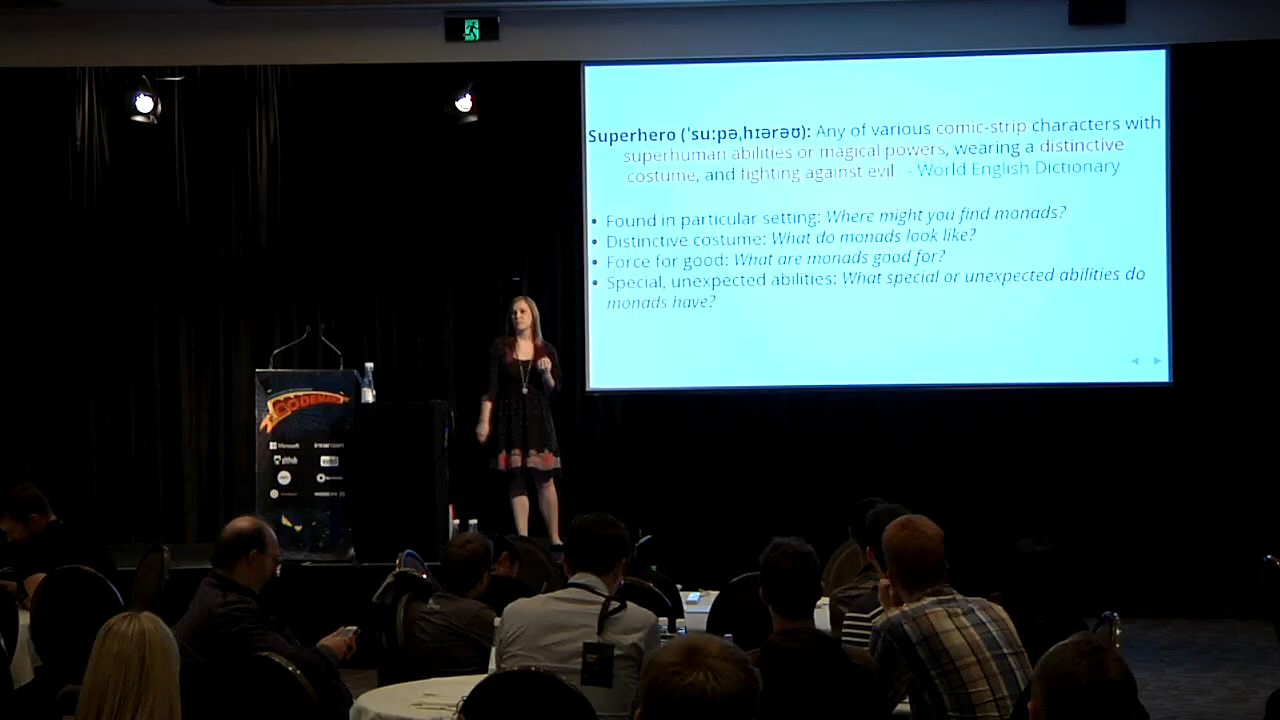 Superhero (ˈsuːpəˌhɪərəʊ): Any of various comic-strip characters with
superhuman abilities or magical powers, wearing a distinctive
costume, and fighting against evil - World English Dictionary
• Found in particular setting: Where might you find monads?
• Distinctive costume: What do monads look like?
• Force for good: What are monads good for?
• Special, unexpected abilities: What special or unexpected abilities do
monads have?
CODEMANIA
Microsoft
github